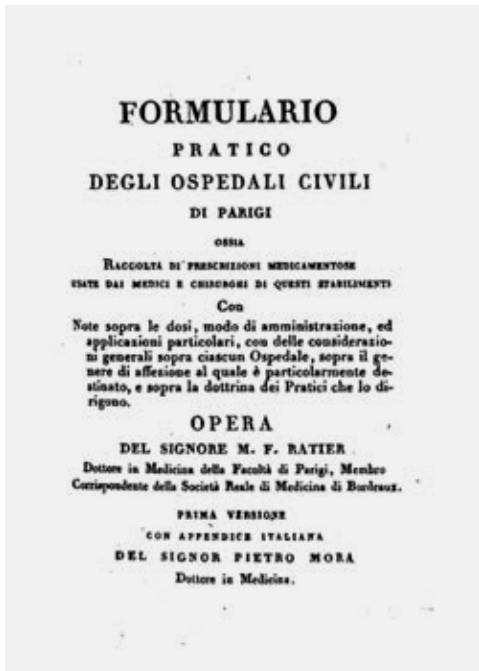 FORMULARIO
PRATICO
DEGLI OSPEDALI CIVILI
DI PARIGI
OSSIA
RACCOLTA DI PRESCRIZIONI MEDICAMENTOSE
USATE DAI MEDICI E CHIRURGHI DI QUESTI STABILIMENTI
Con
Note sopra le dosi, modo di amministrazione, ed
applicazioni particolari, con delle considerazio-
ni generali sopra ciascun Ospedale, sopra il ge-
nere di affezione al quale è particolarmente de-
stinato, e sopra la dottrina dei Pratici che lo di-
rigono.
OPERA
DEL SIGNORE M. F. RATIER
Dottore in Medicina della Facoltà di Parigi, Membro
Corrispondente della Società Reale di Medicina di Bordeaux.
PRIMA VERSIONE
CON APPENDICE ITALIANA
DEL SIGNOR PIETRO MORA
Dottore in Medicina.